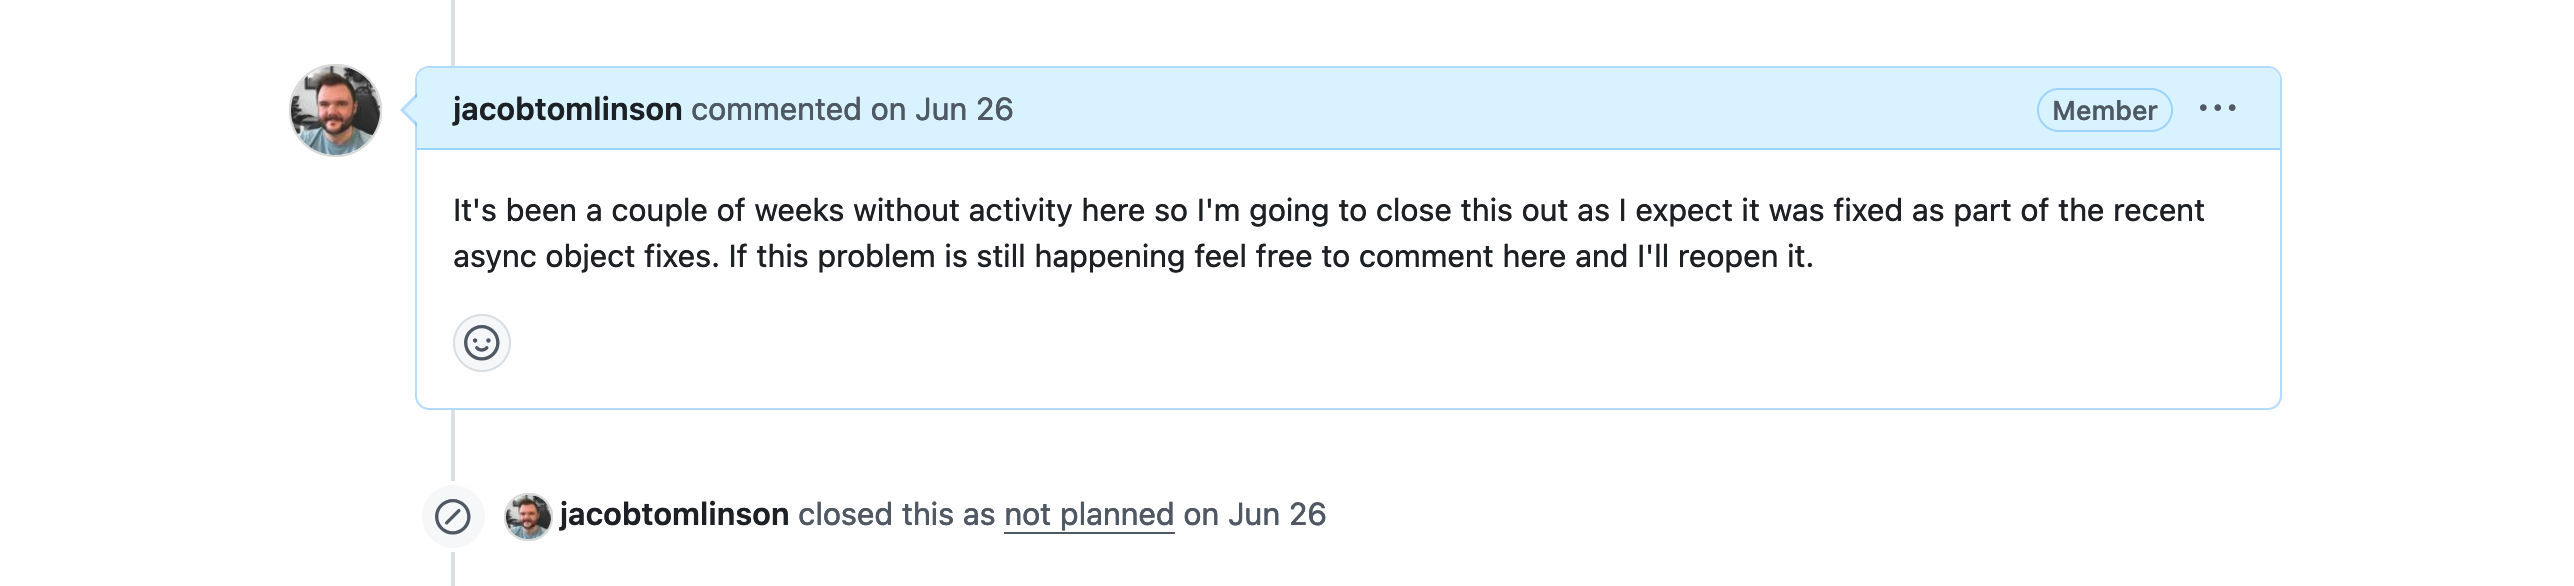 jacobtomlinson commented on Jun 26
Member
It's been a couple of weeks without activity here so I'm going to close this out as I expect it was fixed as part of the recent
async object fixes. If this problem is still happening feel free to comment here and I'll reopen it.
jacobtomlinson closed this as not planned on Jun 26